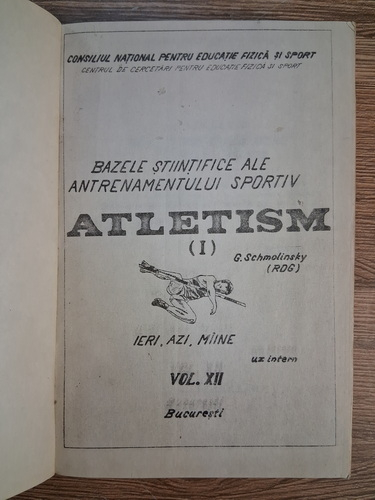 CONSILIUL NAȚIONAL PENTRU EDUCAȚIE FIZICĂ ȘI SPORT
CENTRUL DE CERCETĂRI PENTRU EDUCAȚIE FIZICĂ SI SPORT
BAZELE ȘTIINȚIFICE ALE
ANTRENAMENTULUI SPORTIV
ATLETISM
(I)
G. Schmolinsky
(RDG)
IERI, AZI, MÎINE
uz intern
VOL. XII
București